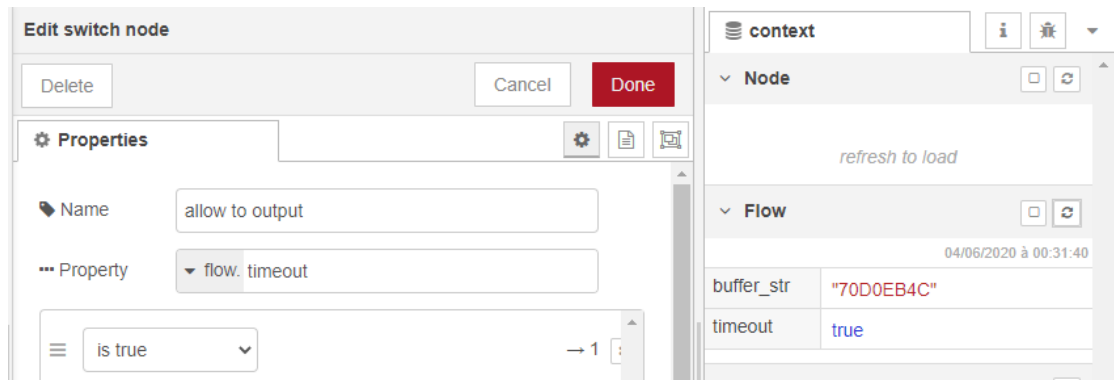 Edit switch node
Delete
Cancel
Done
Properties
Name
allow to output
Property
flow. timeout
is true
→ 1
context
i
Node
refresh to load
Flow
04/06/2020 à 00:31:40
buffer_str
"70D0EB4C"
timeout
true